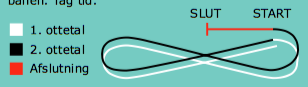 banen. Tag tid.
SLUT START
1. ottetal
2. ottetal
Afslutning